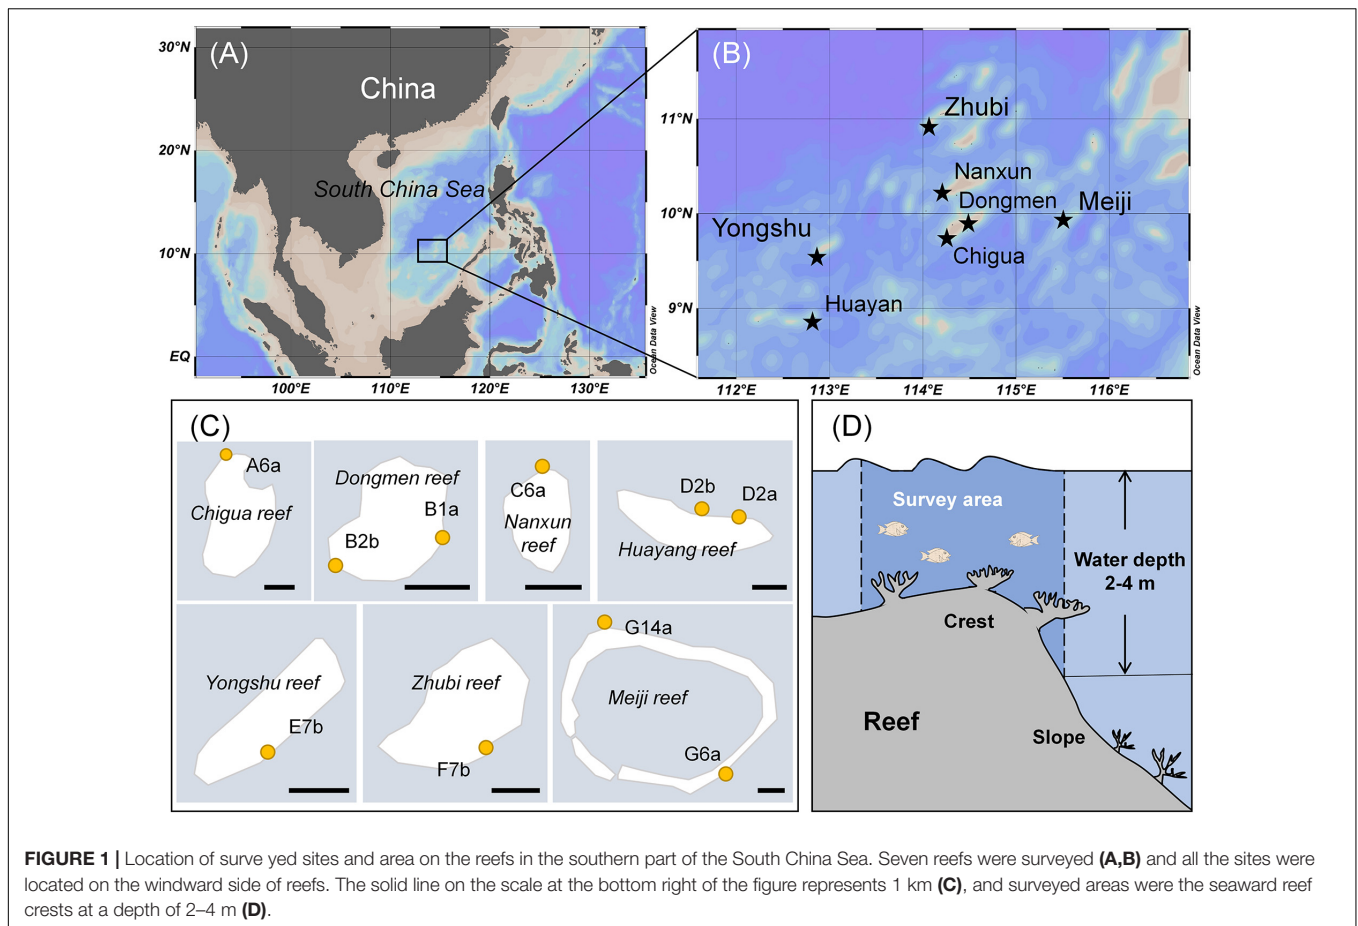 (A)
30°N
China
20°N
South China Sea
10°N
EQ
100°E
110°E
120°E
130°E
Ocean Data View
(B)
11°N
10°N
9°N
Zhubi
Nanxun
Dongmen
Meiji
Yongshu
Chigua
Huayan
112°E
113°E
114°E
115°E
116°E
112°E
Ocean Data View
(C)
A6a
Chigua reef
Dongmen reef
B1a
B2b
C6a
Nanxun
reef
D2b
D2a
Huayang reef
Yongshu reef
E7b
Zhubi reef
F7b
G14a
Meiji reef
G6a
(D)
Survey area
Water depth
2-4 m
Crest
Reef
Slope
FIGURE 1 | Location of surve yed sites and area on the reefs in the southern part of the South China Sea. Seven reefs were surveyed (A,B) and all the sites were
located on the windward side of reefs. The solid line on the scale at the bottom right of the figure represents 1 km (C), and surveyed areas were the seaward reef
crests at a depth of 2–4 m (D).